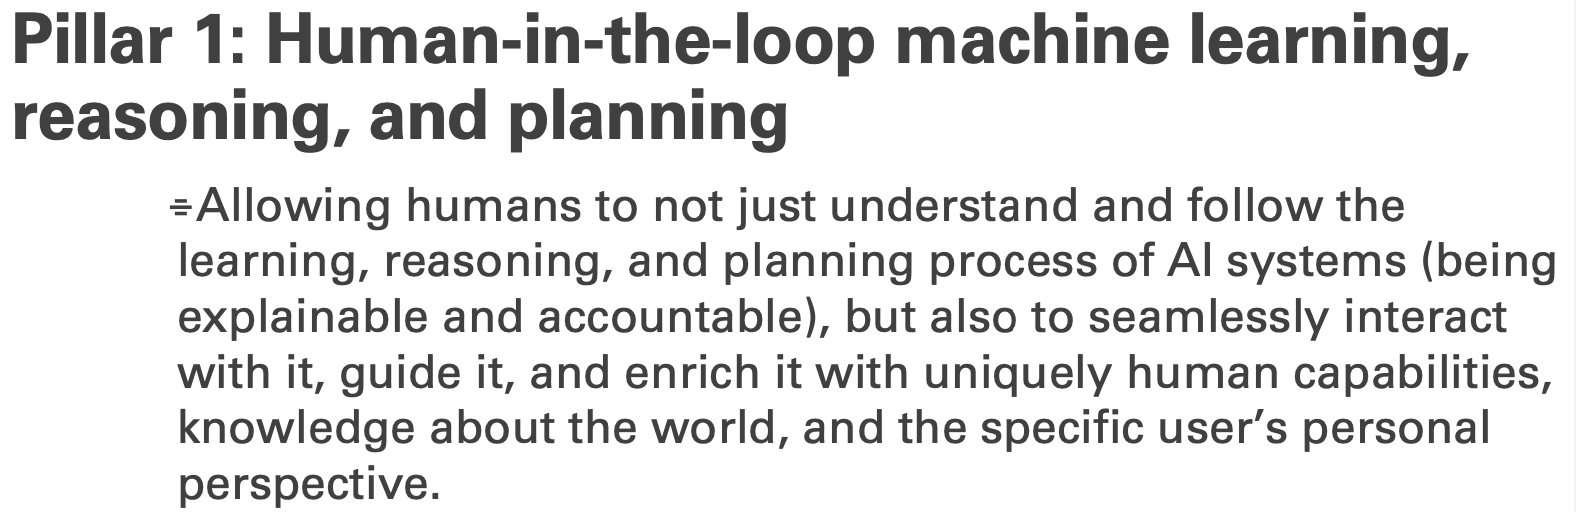 Pillar 1: Human-in-the-loop machine learning,
reasoning, and planning
=Allowing humans to not just understand and follow the
learning, reasoning, and planning process of AI systems (being
explainable and accountable), but also to seamlessly interact
with it, guide it, and enrich it with uniquely human capabilities,
knowledge about the world, and the specific user’s personal
perspective.